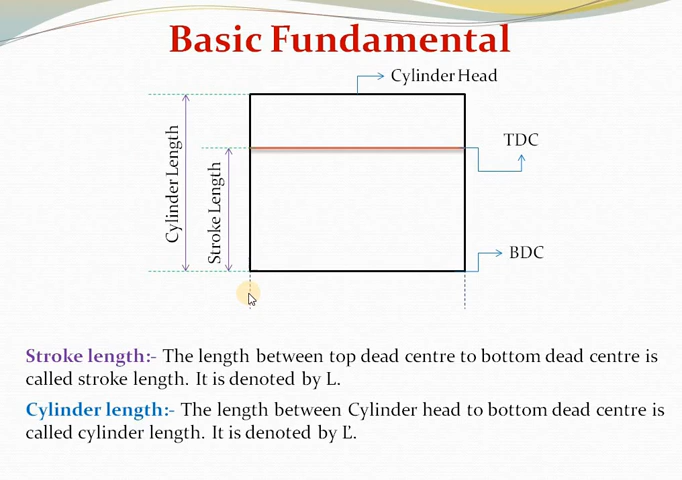 Basic Fundamental
Cylinder Head
TDC
Cylinder Length
Stroke Length
BDC
Stroke length:- The length between top dead centre to bottom dead centre is
called stroke length. It is denoted by L.
Cylinder length:- The length between Cylinder head to bottom dead centre is
called cylinder length. It is denoted by L'.